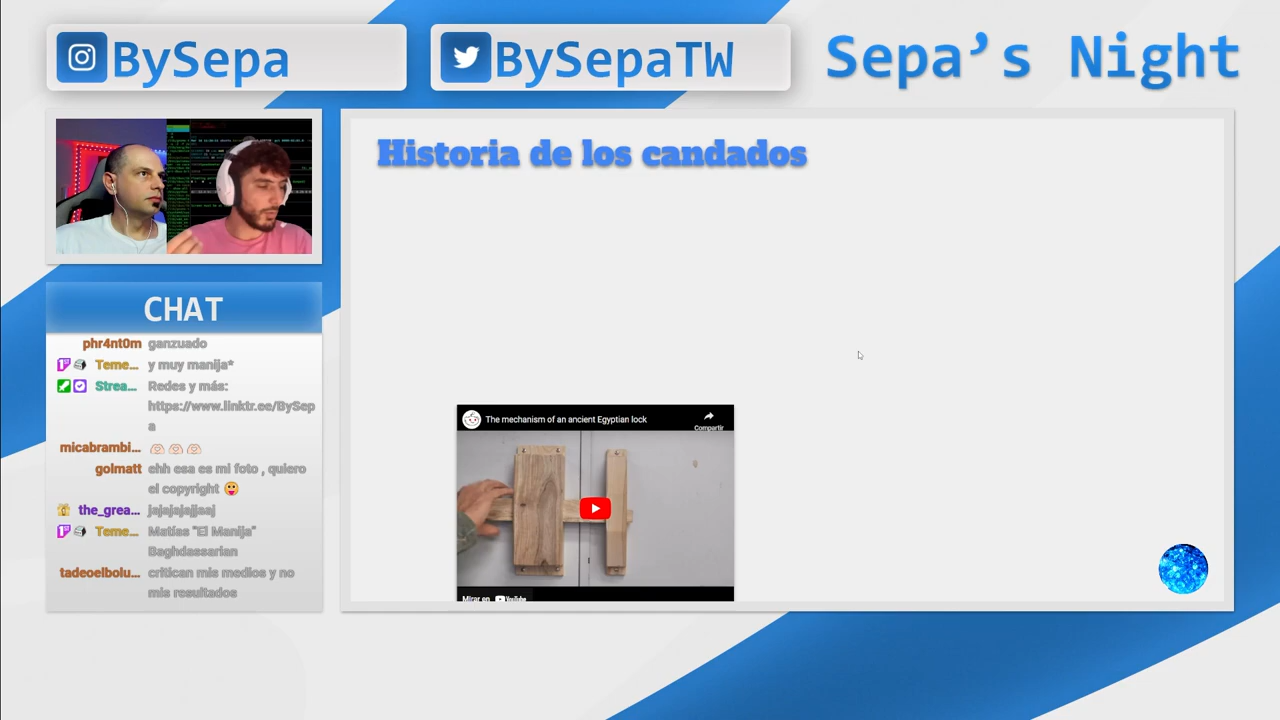 BySepa
BySepaTW
Sepa's Night
Historia de los candados
CHAT
phr4nt0m ganzuado
Teme... y muy manija*
Strea... Redes y más:
https://www.linktr.ee/BySep
a
micabrambi...
golmatt ehh esa es mi foto , quiero
el copyright 😛
the_grea... jajajajajjaaj
Teme... Matías "El Manija"
Baghdassarian
tadeoelbolu... critican mis medios y no
mis resultados
The mechanism of an ancient Egyptian lock
Compartir
Mirar en YouTube